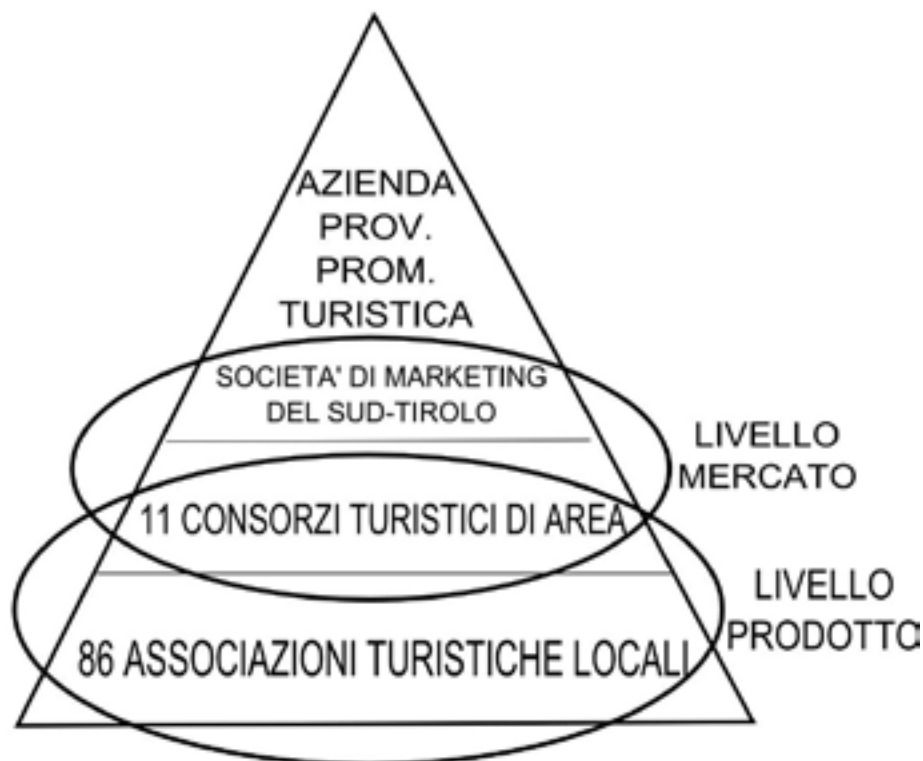 AZIENDA
PROV.
PROM.
TURISTICA
SOCIETA' DI MARKETING
DEL SUD-TIROLO
LIVELLO
MERCATO
11 CONSORZI TURISTICI DI AREA
LIVELLO
PRODOTTO
86 ASSOCIAZIONI TURISTICHE LOCALI